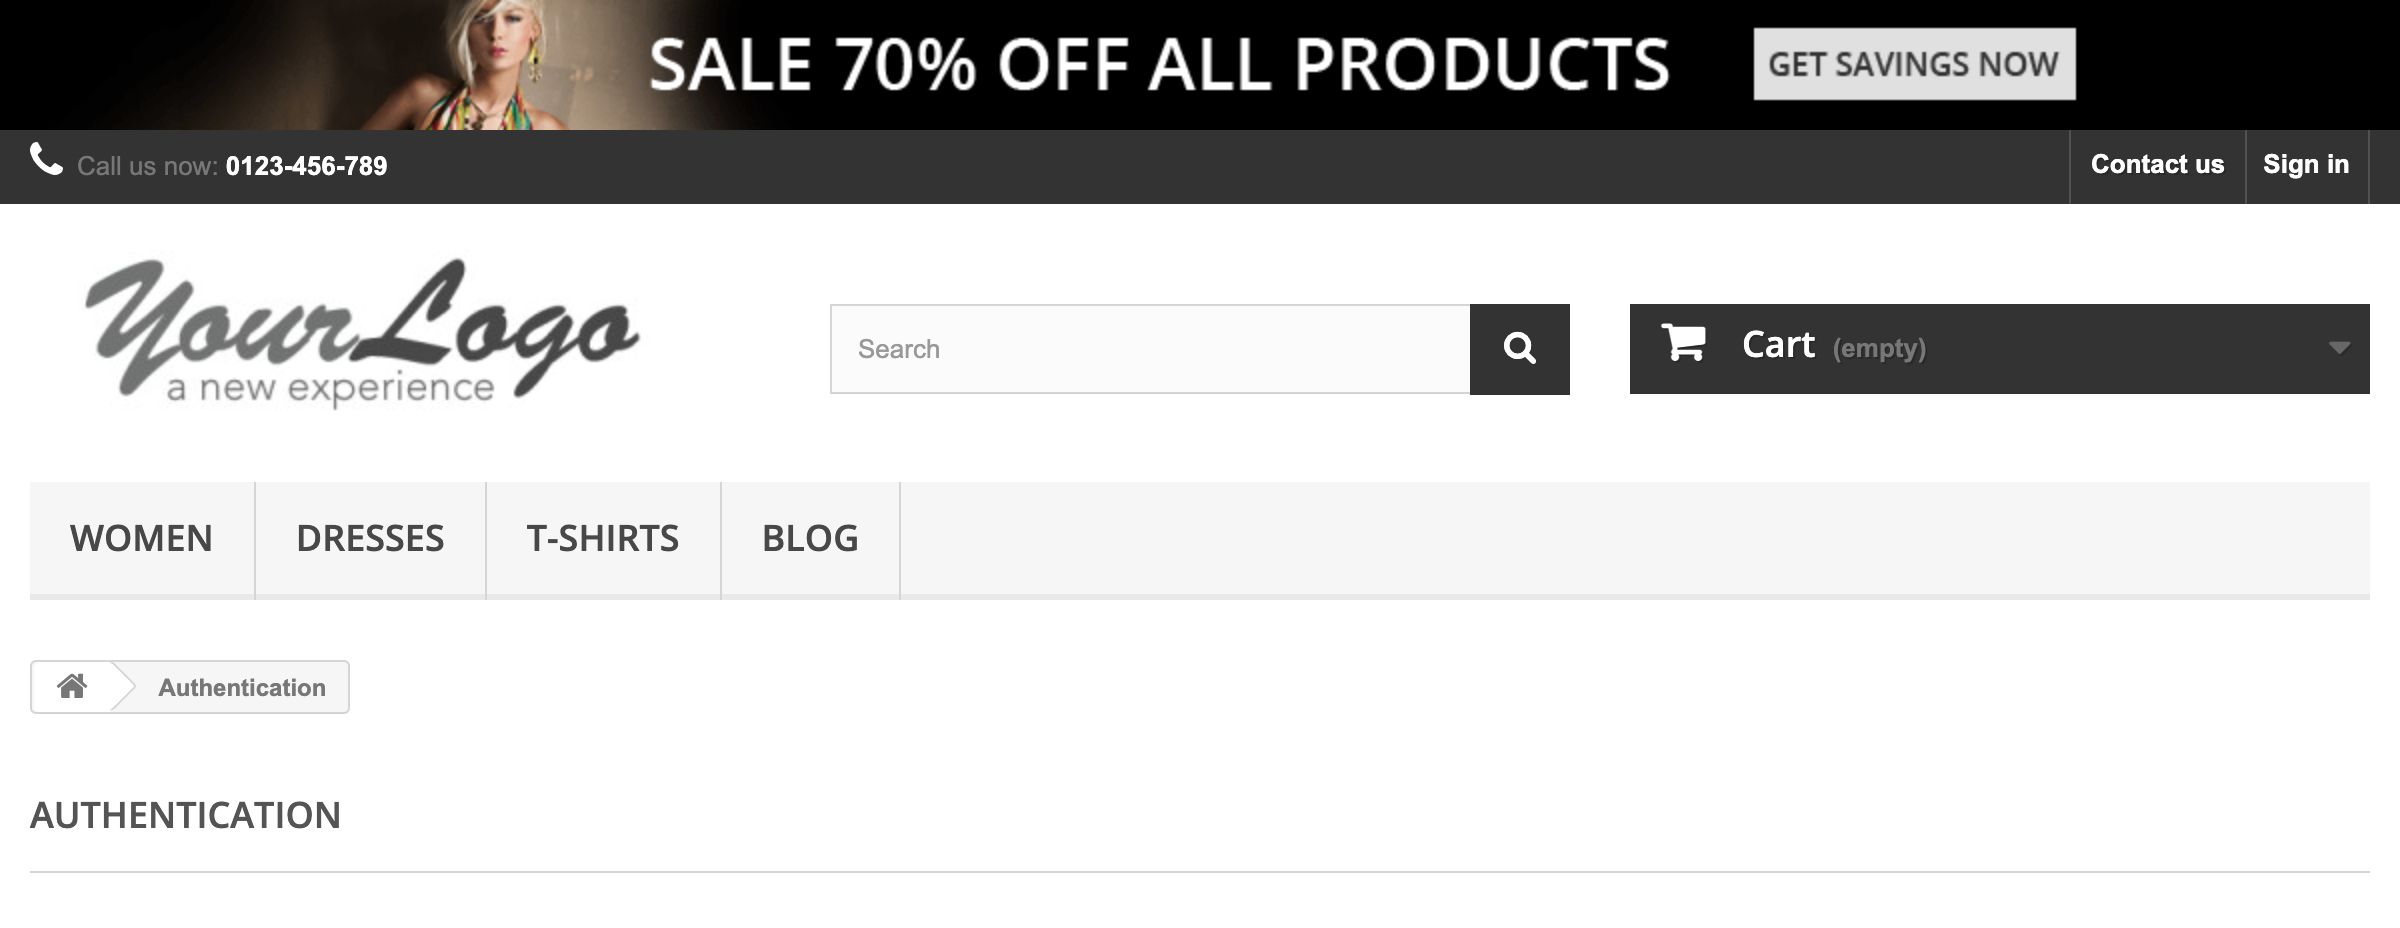 SALE 70% OFF ALL PRODUCTS
GET SAVINGS NOW
Call us now: 0123-456-789
Contact us
Sign in
YourLogo
a new experience
Search
Cart (empty)
WOMEN
DRESSES
T-SHIRTS
BLOG
Authentication
AUTHENTICATION